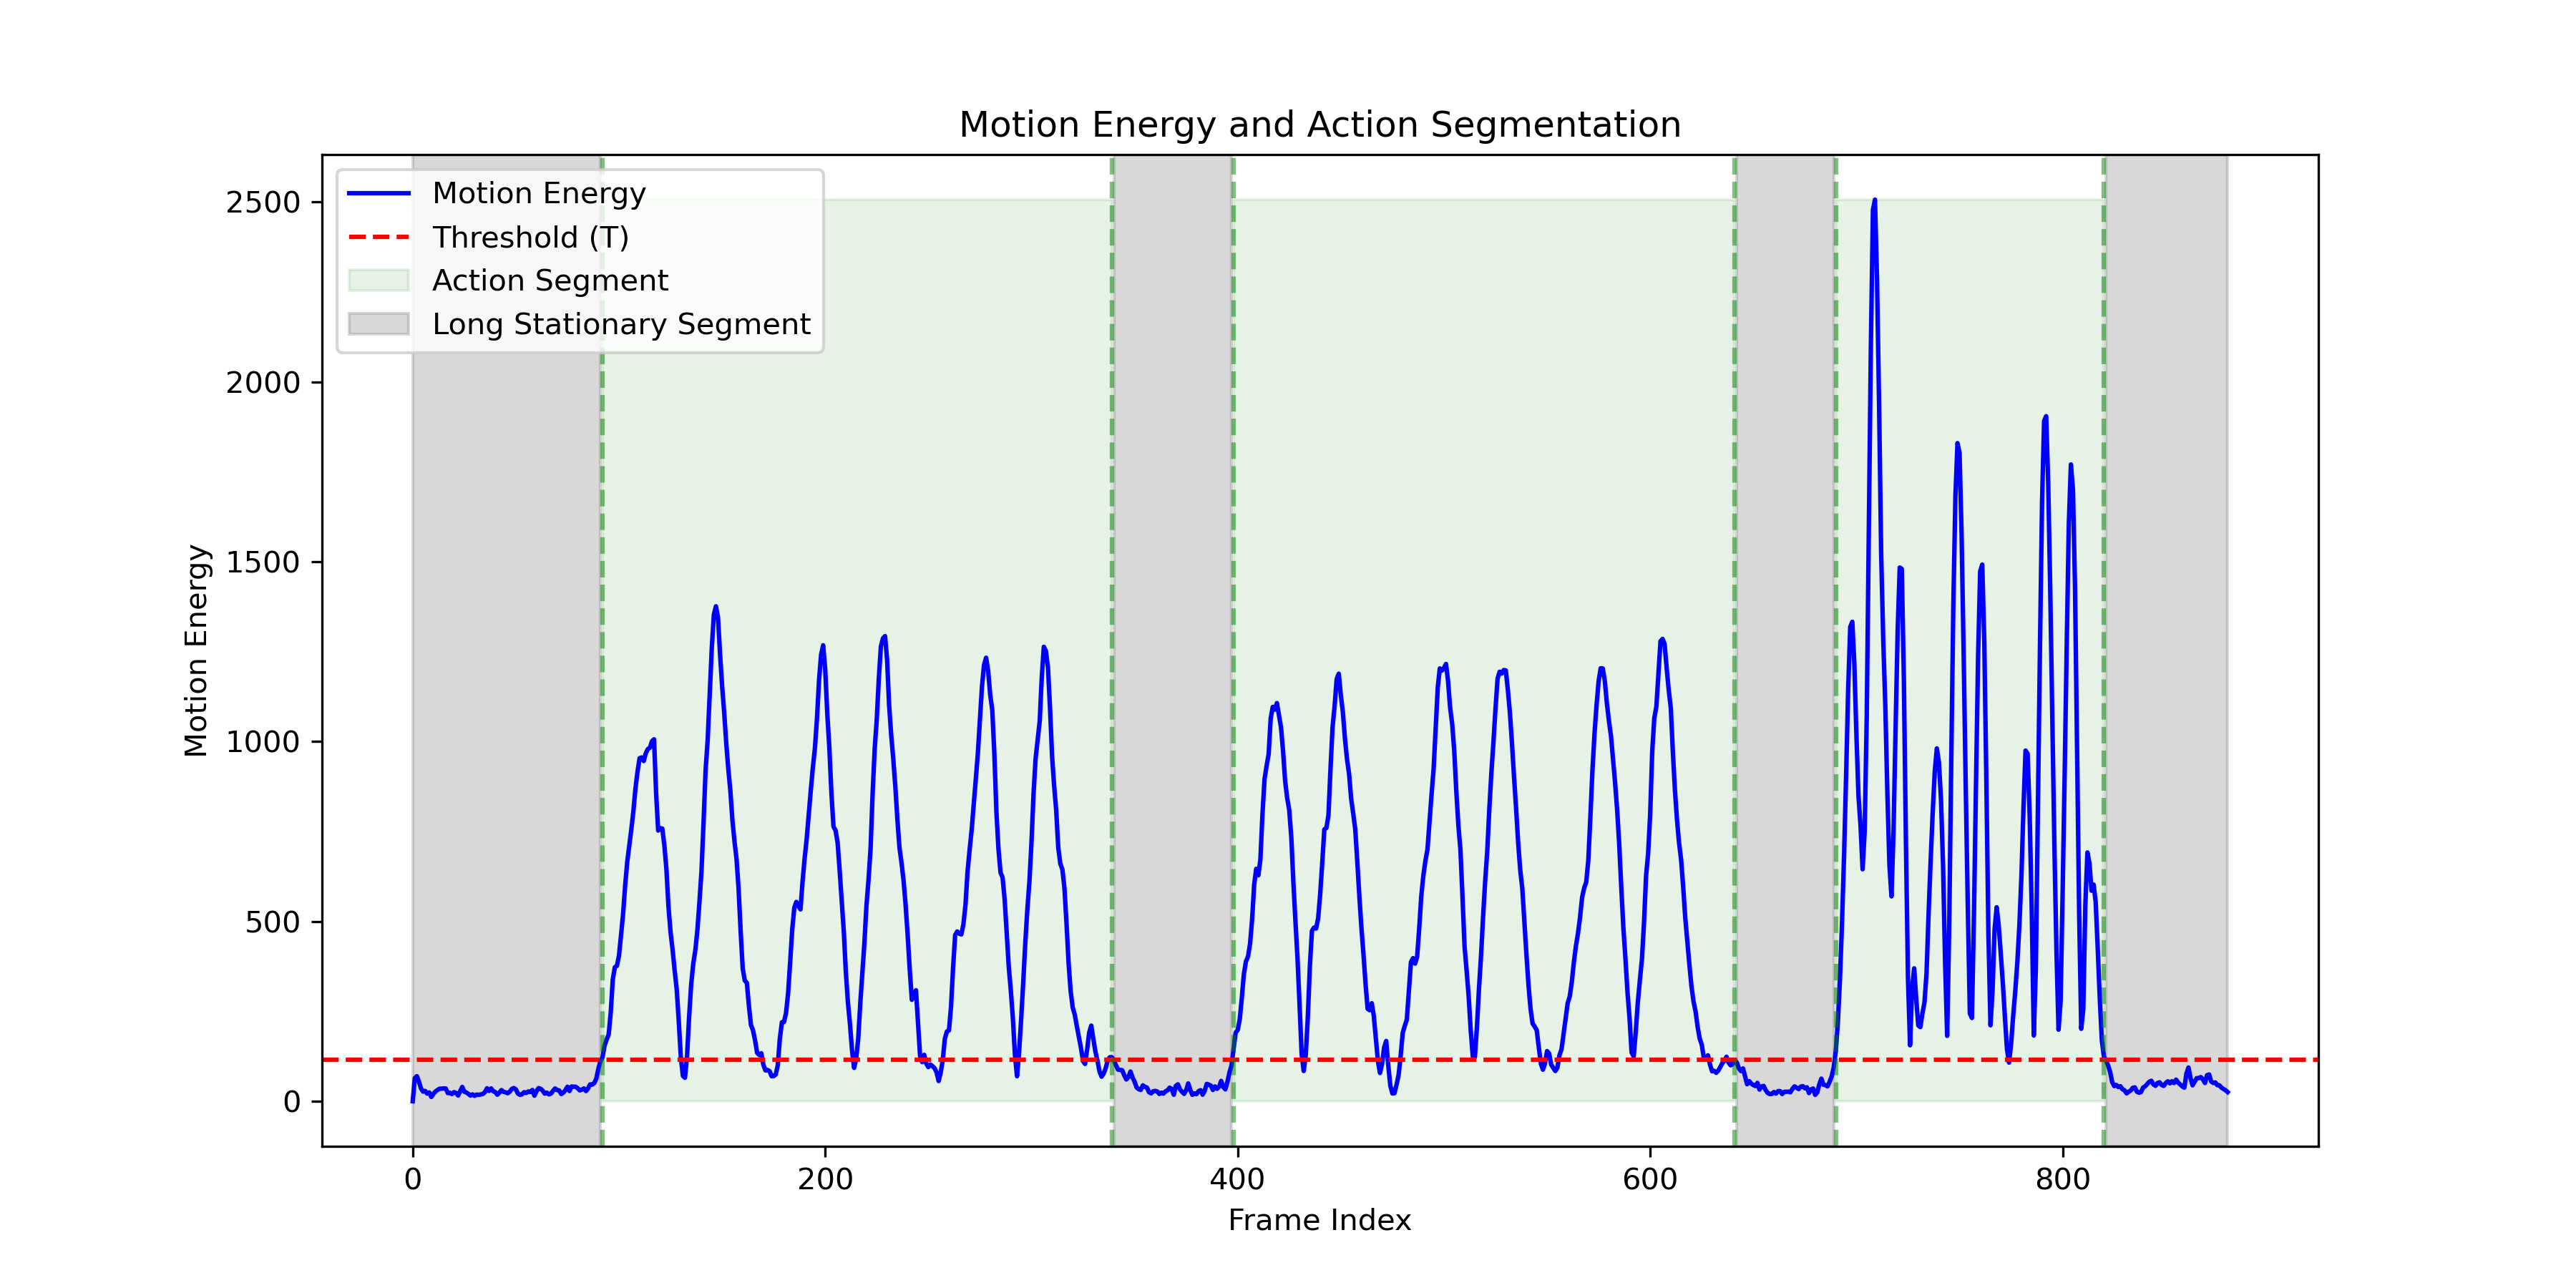 Motion Energy and Action Segmentation
Motion Energy
Threshold (T)
Action Segment
Long Stationary Segment
2500
2000
1500
1000
500
0
Motion Energy
0 200 400 600 800
Frame Index